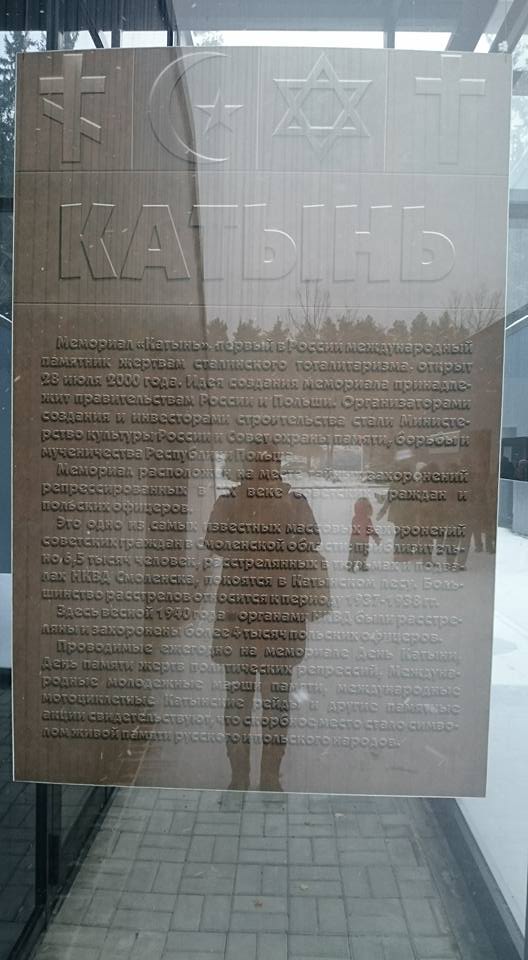 КАТЫНЬ
Мемориал «Катынь» - первый в России международный
памятник жертвам сталинского тоталитаризма - открыт
28 июля 2000 года. Идея создания мемориала принадле-
жит правительствам России и Польши. Организаторами
создания и инвесторами строительства стали Министе-
рство культуры России и Совет охраны памяти, борьбы и
мученичества Республики Польша.
Мемориал расположен на месте захоронений
репрессированных в веке советских граждан и
польских офицеров.
Это одно из самых известных массовых захоронений
советских граждан в Смоленской области: приблизитель-
но 6,5 тысяч человек, расстрелянных в тюрьмах и подва-
лах НКВД Смоленска, покоятся в Катынском лесу. Боль-
шинство расстрелов относится к периоду 1937-1938 гг.
Здесь весной 1940 года органами НКВД были расстре-
ляны и захоронены более 4 тысяч польских офицеров.
Проводимые ежегодно на мемориале День Катыни,
День памяти жертв политических репрессий, Междуна-
родные молодежные марши памяти, международные
мотоциклетные Катынские рейды и другие памятные
акции свидетельствуют, что скорбное место стало симво-
лом живой памяти русского и польского народов.